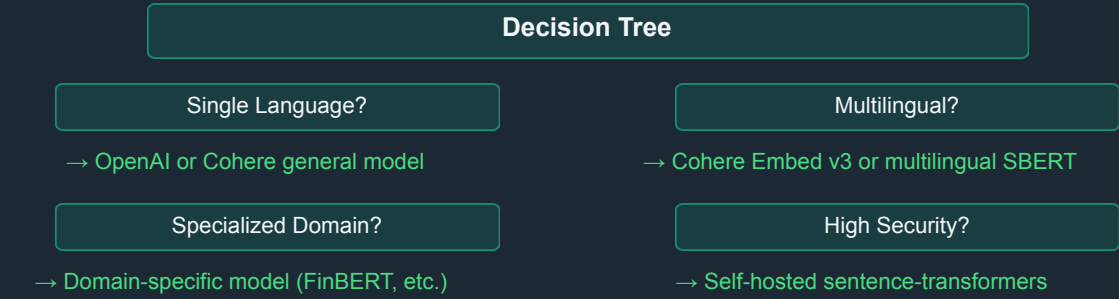 Decision Tree
Single Language?
Multilingual?
→ OpenAI or Cohere general model
→ Cohere Embed v3 or multilingual SBERT
Specialized Domain?
High Security?
→ Domain-specific model (FinBERT, etc.)
→ Self-hosted sentence-transformers